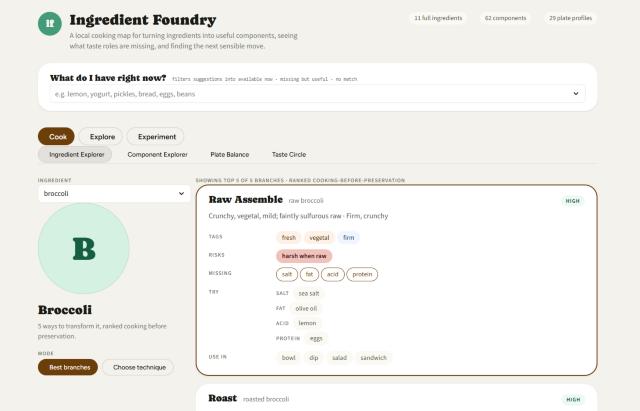 If
Ingredient Foundry
A local cooking map for turning ingredients into useful components, seeing
what taste roles are missing, and finding the next sensible move.
11 full ingredients
62 components
29 plate profiles
What do I have right now? filters suggestions into available now · missing but useful · no match
e.g. lemon, yogurt, pickles, bread, eggs, beans
Cook
Explore
Experiment
Ingredient Explorer
Component Explorer
Plate Balance
Taste Circle
INGREDIENT
broccoli
B
Broccoli
5 ways to transform it, ranked cooking before
preservation.
MODE
Best branches
Choose technique
SHOWING TOP 5 OF 5 BRANCHES · RANKED COOKING-BEFORE-PRESERVATION
Raw Assemble raw broccoli
HIGH
Crunchy, vegetal, mild; faintly sulfurous raw · Firm, crunchy
TAGS fresh vegetal firm
RISKS harsh when raw
MISSING salt fat acid protein
TRY SALT sea salt
FAT olive oil
ACID lemon
PROTEIN eggs
USE IN bowl dip salad sandwich
Roast roasted broccoli
HIGH